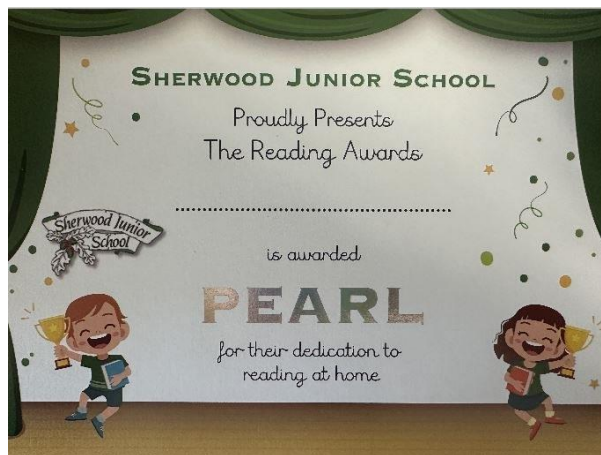 SHERWOOD JUNIOR SCHOOL
Proudly Presents
The Reading Awards
..................................................
Sherwood Junior
School
is awarded
PEARL
for their dedication to
reading at home